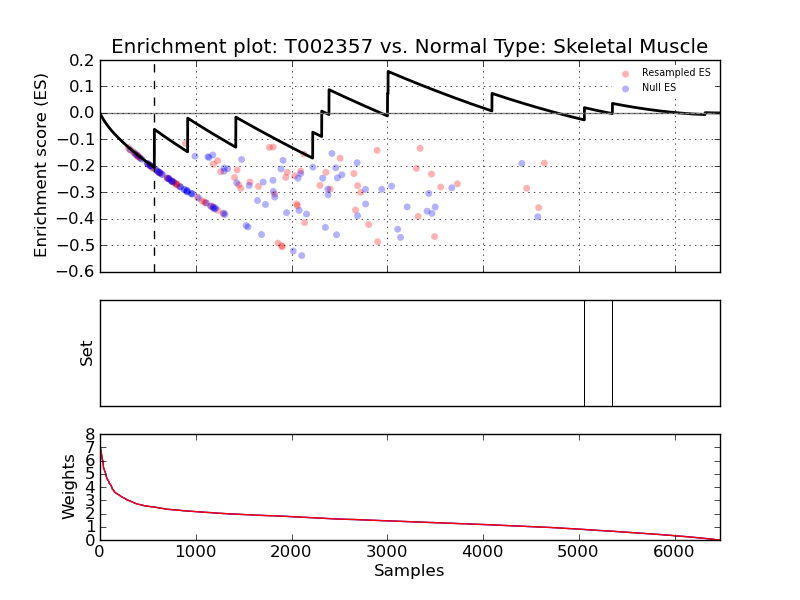 Enrichment plot: T002357 vs. Normal Type: Skeletal Muscle
Enrichment score (ES)
0.2
0.1
0.0
−0.1
−0.2
−0.3
−0.4
−0.5
−0.6
Resampled ES
Null ES
Set
Weights
8
7
6
5
4
3
2
1
0
0 1000 2000 3000 4000 5000 6000
Samples